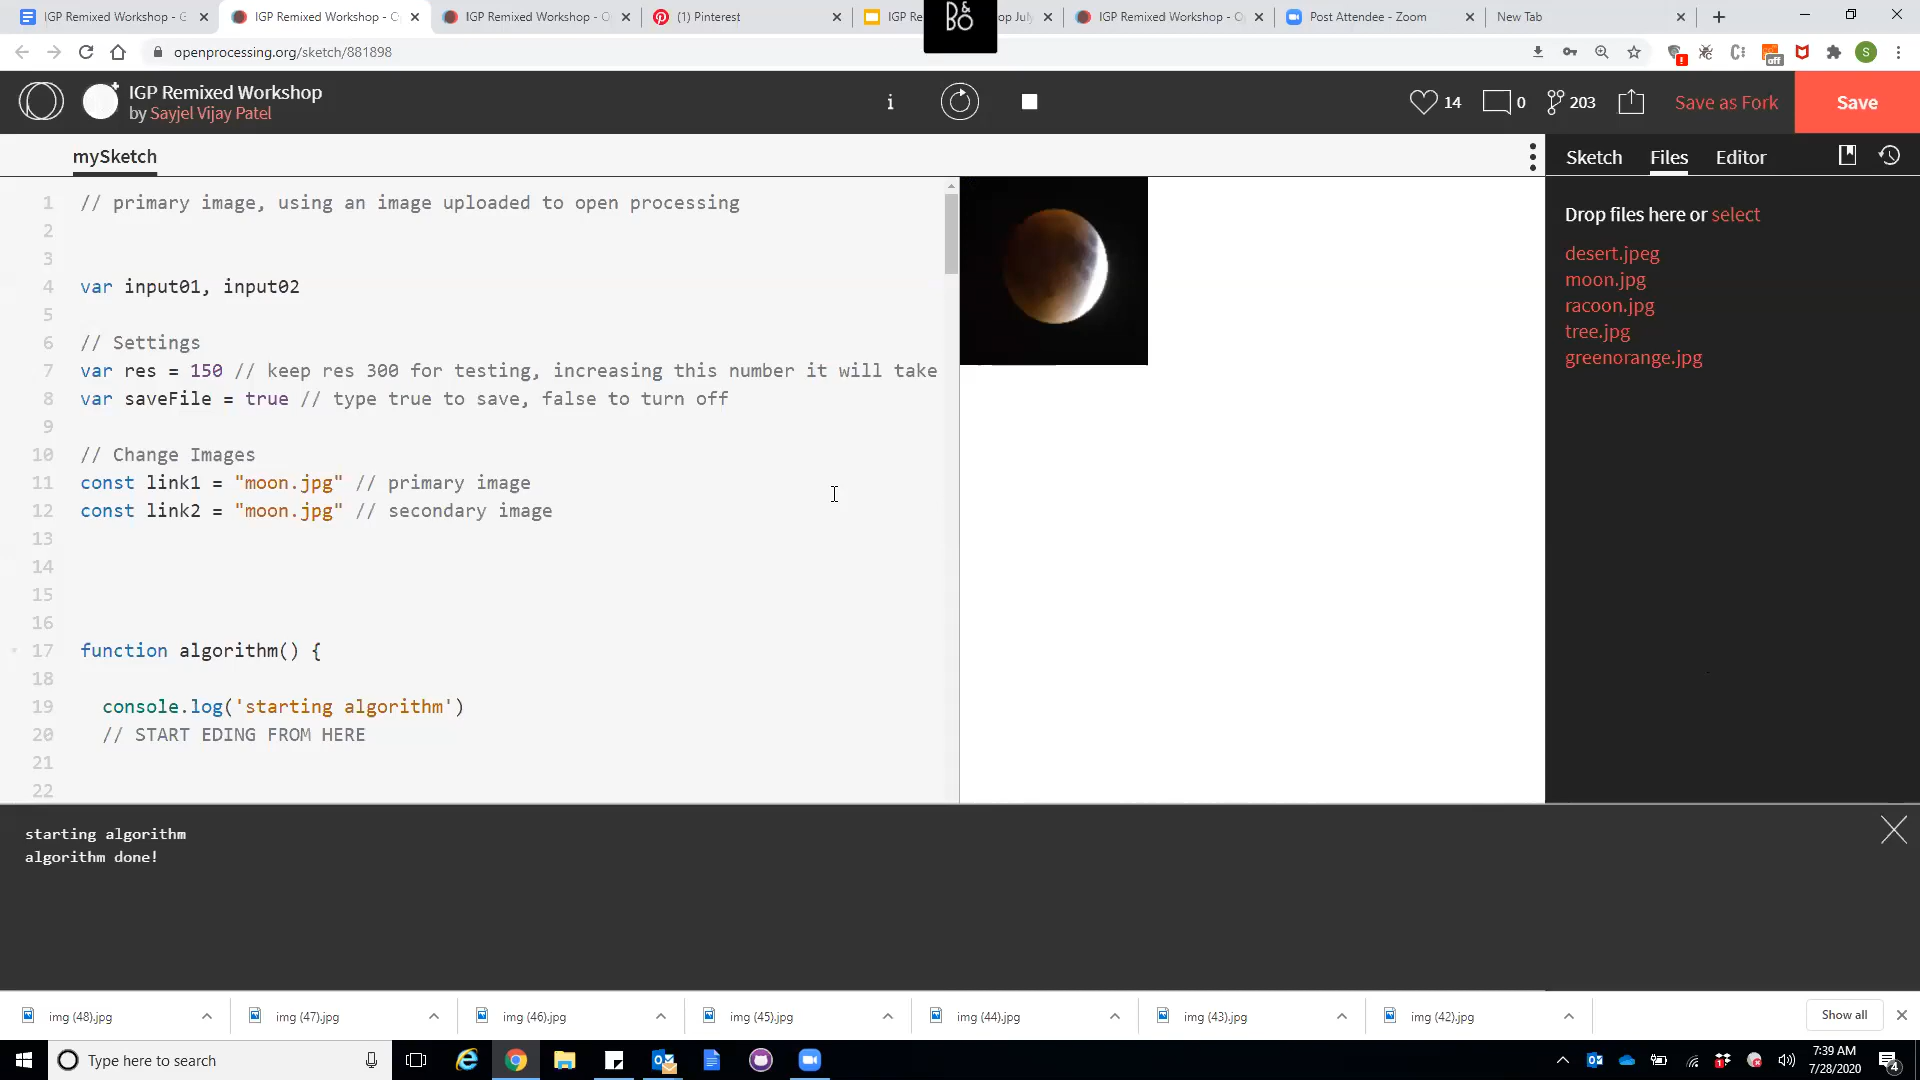 IGP Remixed Workshop - G
IGP Remixed Workshop - O
IGP Remixed Workshop - O
(1) Pinterest
IGP Re
op July
IGP Remixed Workshop - O
Post Attendee - Zoom
New Tab
B&
BO
openprocessing.org/sketch/881898
off
S
IGP Remixed Workshop
by Sayjel Vijay Patel
i
14
0
203
Save as Fork
Save
mySketch
Sketch
Files
Editor
1 // primary image, using an image uploaded to open processing
2
3
4 var input01, input02
5
6 // Settings
7 var res = 150 // keep res 300 for testing, increasing this number it will take
8 var saveFile = true // type true to save, false to turn off
9
10 // Change Images
11 const link1 = "moon.jpg" // primary image
12 const link2 = "moon.jpg" // secondary image
13
14
15
16
17 function algorithm() {
18
19 console.log('starting algorithm')
20 // START EDING FROM HERE
21
22
Drop files here or select
desert.jpeg
moon.jpg
racoon.jpg
tree.jpg
greenorange.jpg
starting algorithm
algorithm done!
img (48).jpg
img (47).jpg
img (46).jpg
img (45).jpg
img (44).jpg
img (43).jpg
img (42).jpg
Show all
Type here to search
7:39 AM
7/28/2020
4